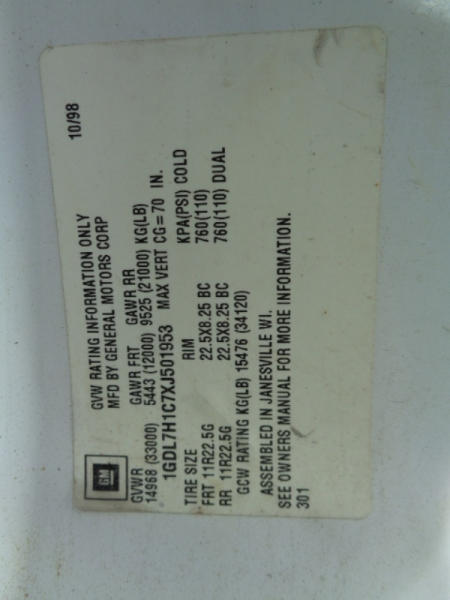 GM
GVW RATING INFORMATION ONLY 10/98
MFD BY GENERAL MOTORS CORP
GVWR GAWR FRT GAWR RR
14968 (33000) 5443 (12000) 9525 (21000) KG(LB)
1GDL7H1C7XJ501953 MAX VERT CG = 70 IN.
TIRE SIZE RIM KPA(PSI) COLD
FRT 11R22.5G 22.5X8.25 BC 760(110)
RR 11R22.5G 22.5X8.25 BC 760(110) DUAL
GCW RATING KG(LB) 15476 (34120)
ASSEMBLED IN JANESVILLE WI.
SEE OWNERS MANUAL FOR MORE INFORMATION.
301